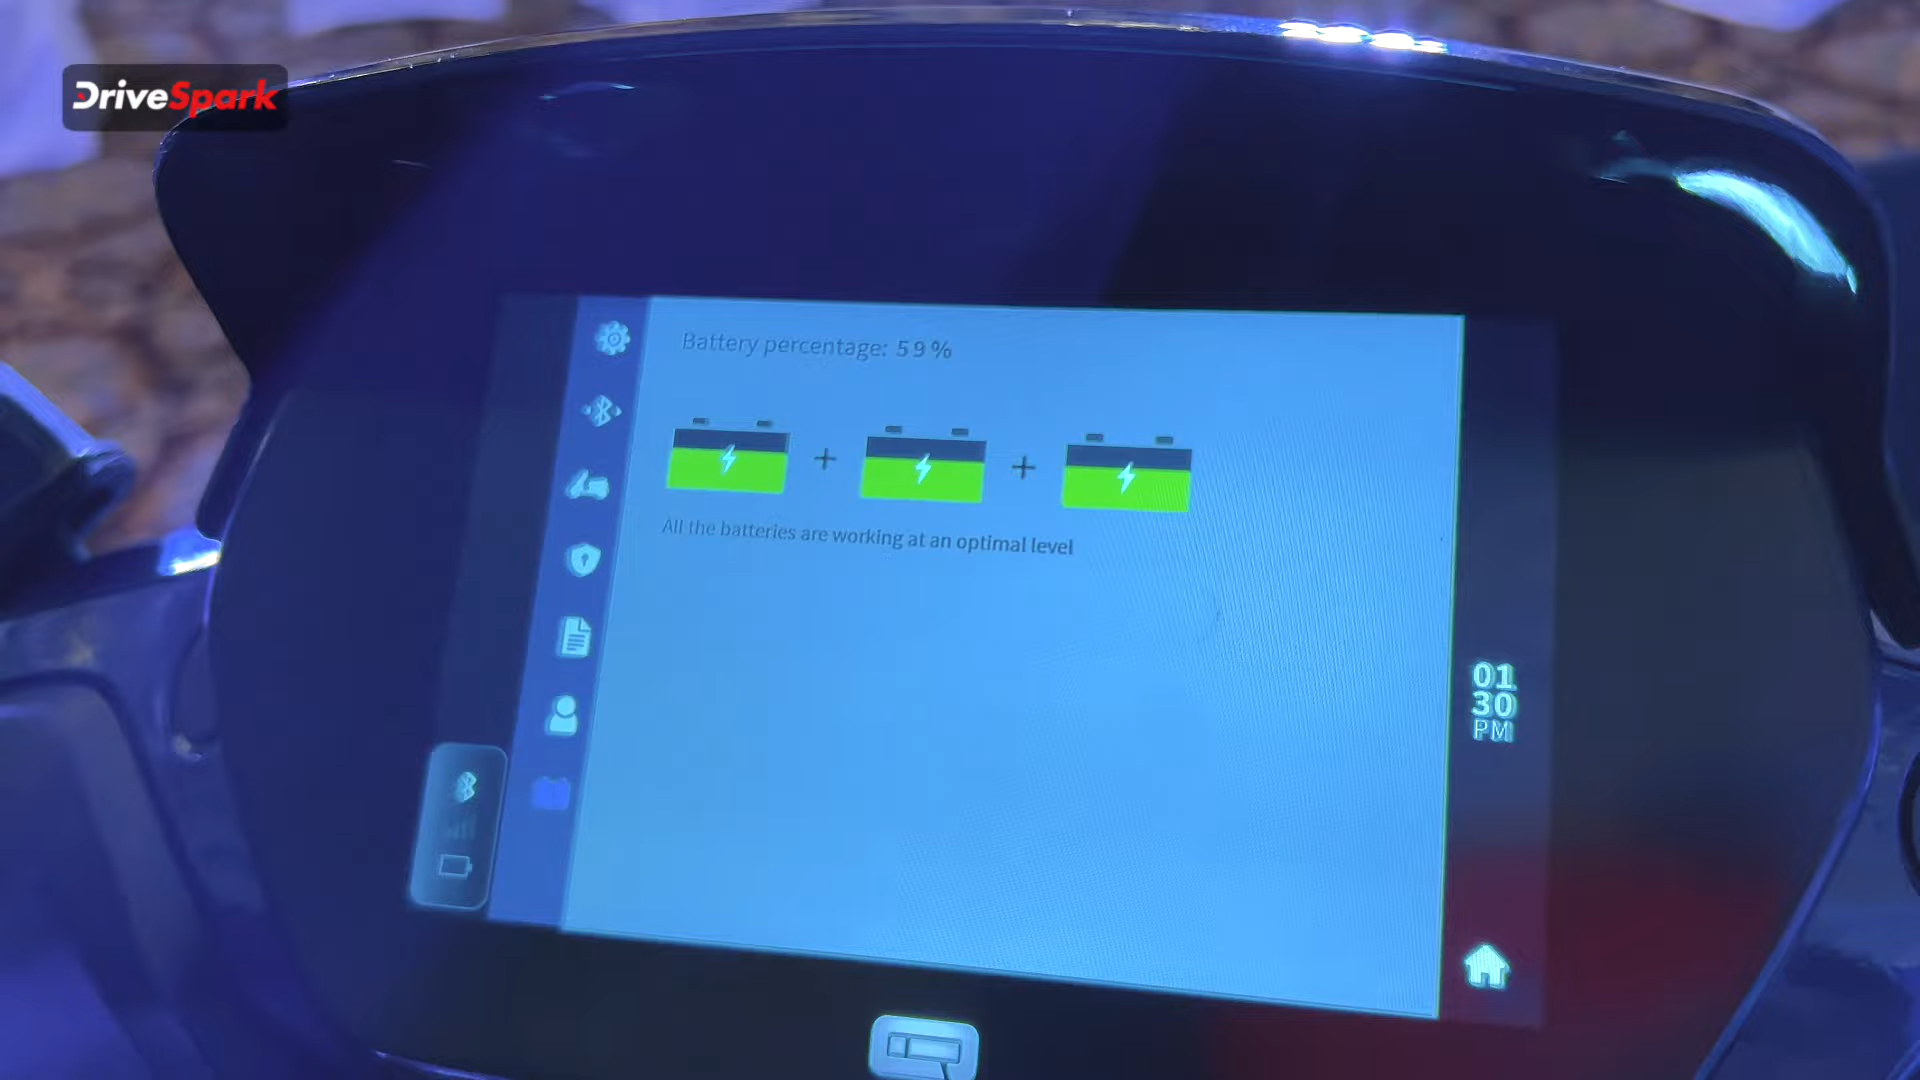 DriveSpark
Battery percentage: 59%
+ +
All the batteries are working at an optimal level
01
30
PM